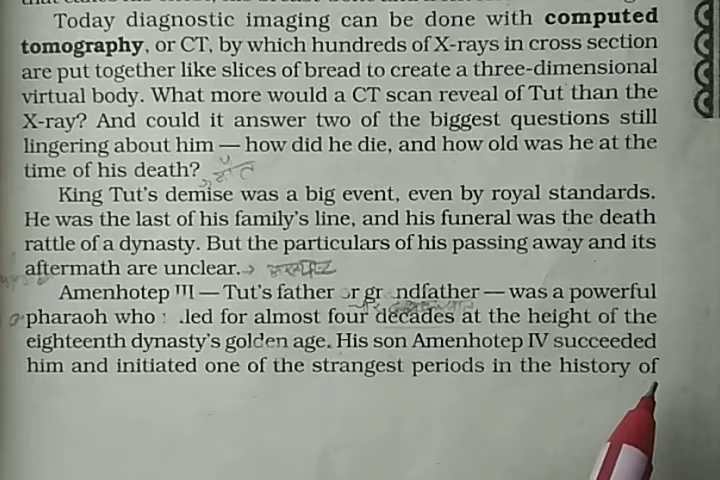 Today diagnostic imaging can be done with computed
tomography, or CT, by which hundreds of X-rays in cross section
are put together like slices of bread to create a three-dimensional
virtual body. What more would a CT scan reveal of Tut than the
X-ray? And could it answer two of the biggest questions still
lingering about him — how did he die, and how old was he at the
time of his death?
King Tut's demise was a big event, even by royal standards.
He was the last of his family's line, and his funeral was the death
rattle of a dynasty. But the particulars of his passing away and its
aftermath are unclear.
Amenhotep III — Tut's father or grandfather — was a powerful
pharaoh who ruled for almost four decades at the height of the
eighteenth dynasty's golden age. His son Amenhotep IV succeeded
him and initiated one of the strangest periods in the history of